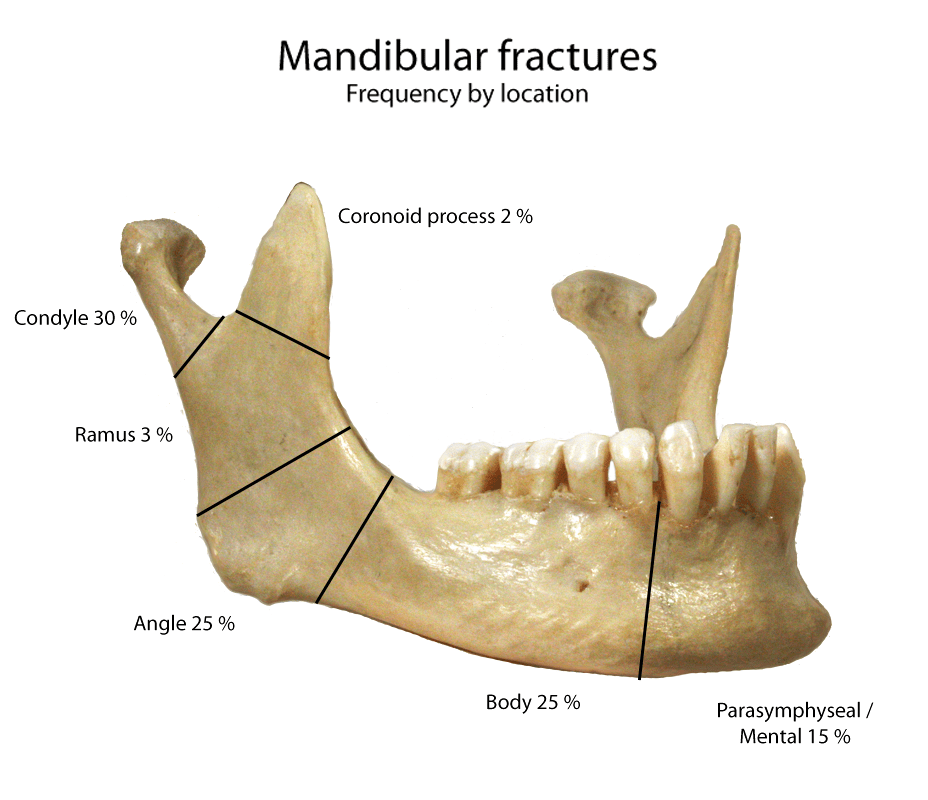 Mandibular fractures
Frequency by location
Coronoid process 2 %
Condyle 30 %
Ramus 3 %
Angle 25 %
Body 25 %
Parasymphyseal /
Mental 15 %